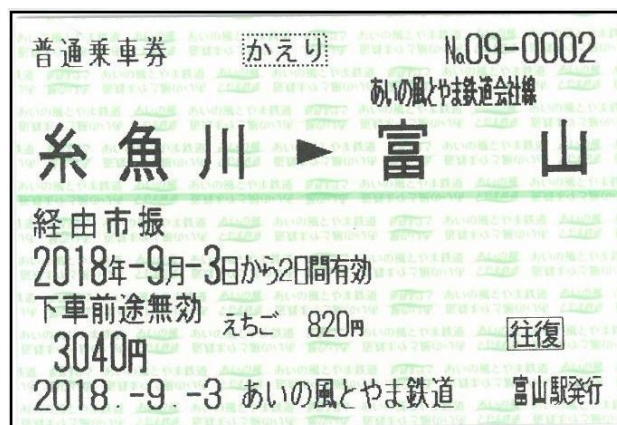 普通乗車券 かえり №09-0002
あいの風とやま鉄道会社線
糸魚川 ▶ 富山
経由市振
2018年-9月-3日から2日間有効
下車前途無効 えちご 820円
3040円 往復
2018.-9.-3 あいの風とやま鉄道 富山駅発行